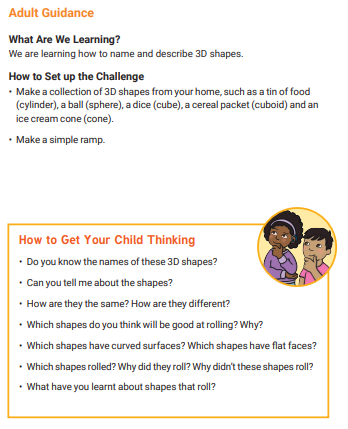 Adult Guidance
What Are We Learning?
We are learning how to name and describe 3D shapes.
How to Set up the Challenge
• Make a collection of 3D shapes from your home, such as a tin of food
(cylinder), a ball (sphere), a dice (cube), a cereal packet (cuboid) and an
ice cream cone (cone).
• Make a simple ramp.
How to Get Your Child Thinking
• Do you know the names of these 3D shapes?
• Can you tell me about the shapes?
• How are they the same? How are they different?
• Which shapes do you think will be good at rolling? Why?
• Which shapes have curved surfaces? Which shapes have flat faces?
• Which shapes rolled? Why did they roll? Why didn't these shapes roll?
• What have you learnt about shapes that roll?